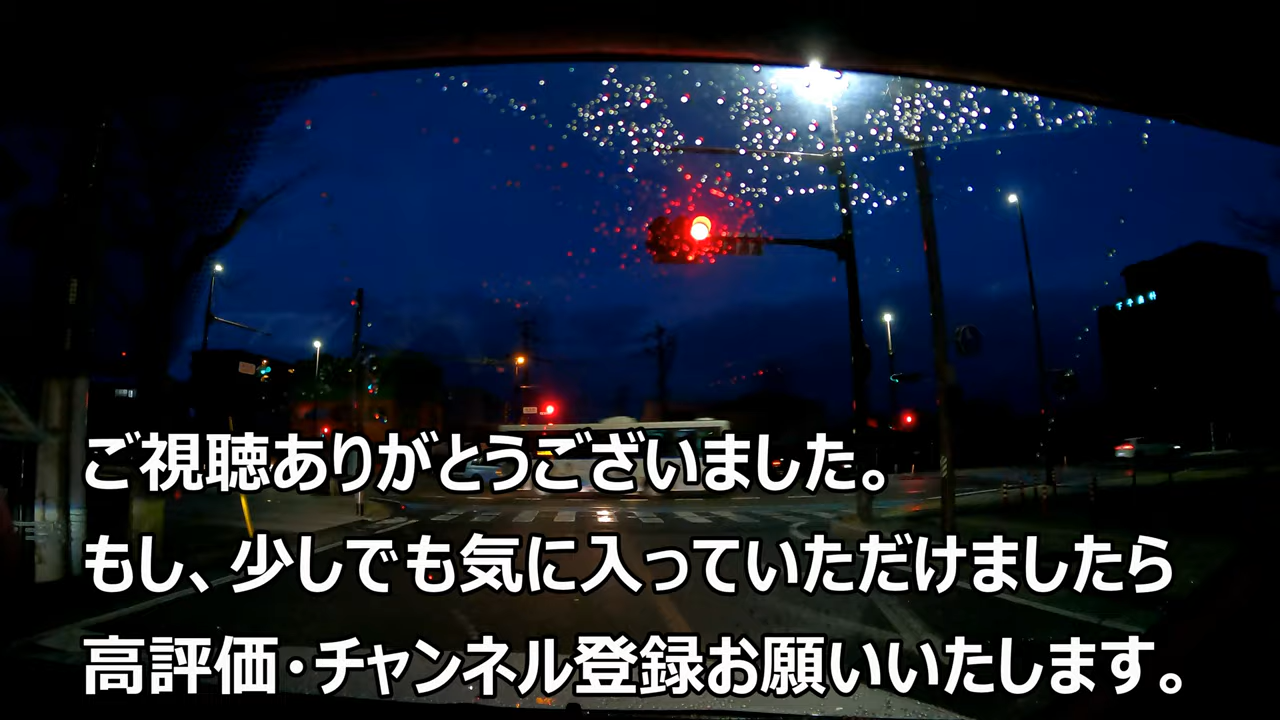 ご視聴ありがとうございました。
もし、少しでも気に入っていただけましたら
高評価・チャンネル登録お願いいたします。